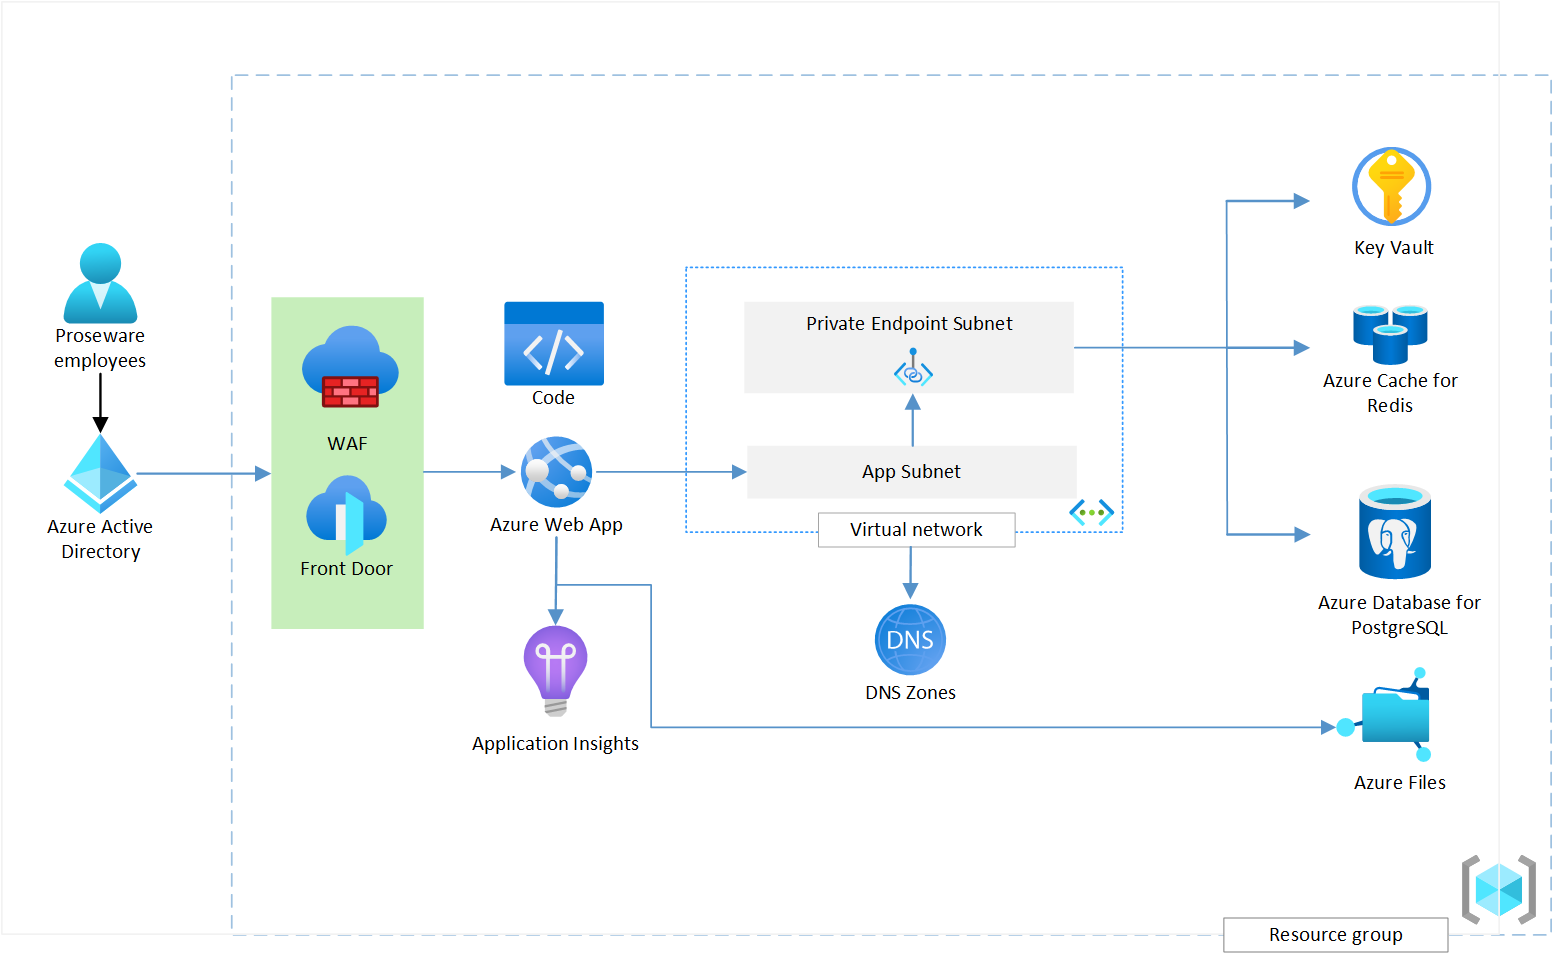 Proseware
employees
Azure Active
Directory
WAF
Front Door
Code
Azure Web App
Application Insights
Private Endpoint Subnet
App Subnet
Virtual network
DNS
DNS Zones
Key Vault
Azure Cache for
Redis
Azure Database for
PostgreSQL
Azure Files
Resource group